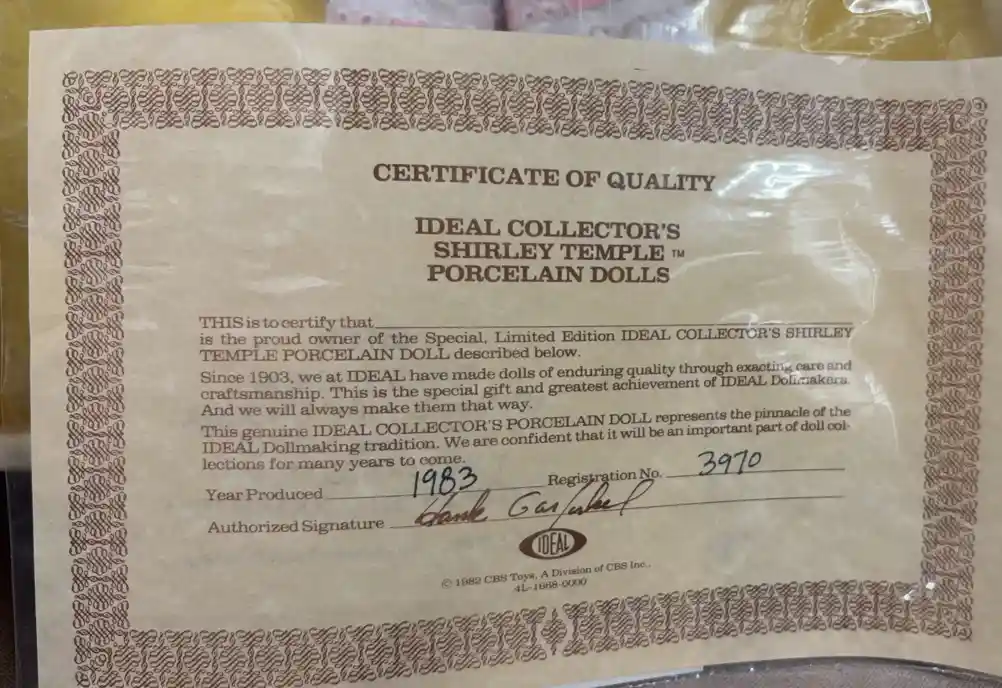 CERTIFICATE OF QUALITY
IDEAL COLLECTOR'S
SHIRLEY TEMPLE ™
PORCELAIN DOLLS
THIS is to certify that
is the proud owner of the Special, Limited Edition IDEAL COLLECTOR'S SHIRLEY
TEMPLE PORCELAIN DOLL described below.
Since 1903, we at IDEAL have made dolls of enduring quality through exacting care and
craftsmanship. This is the special gift and greatest achievement of IDEAL Dollmakers.
And we will always make them that way.
This genuine IDEAL COLLECTOR'S PORCELAIN DOLL represents the pinnacle of the
IDEAL Dollmaking tradition. We are confident that it will be an important part of doll col-
lections for many years to come.
Year Produced 1983 Registration No. 3970
Authorized Signature Hank
IDEAL
© 1982 CBS Toys, A Division of CBS Inc.,